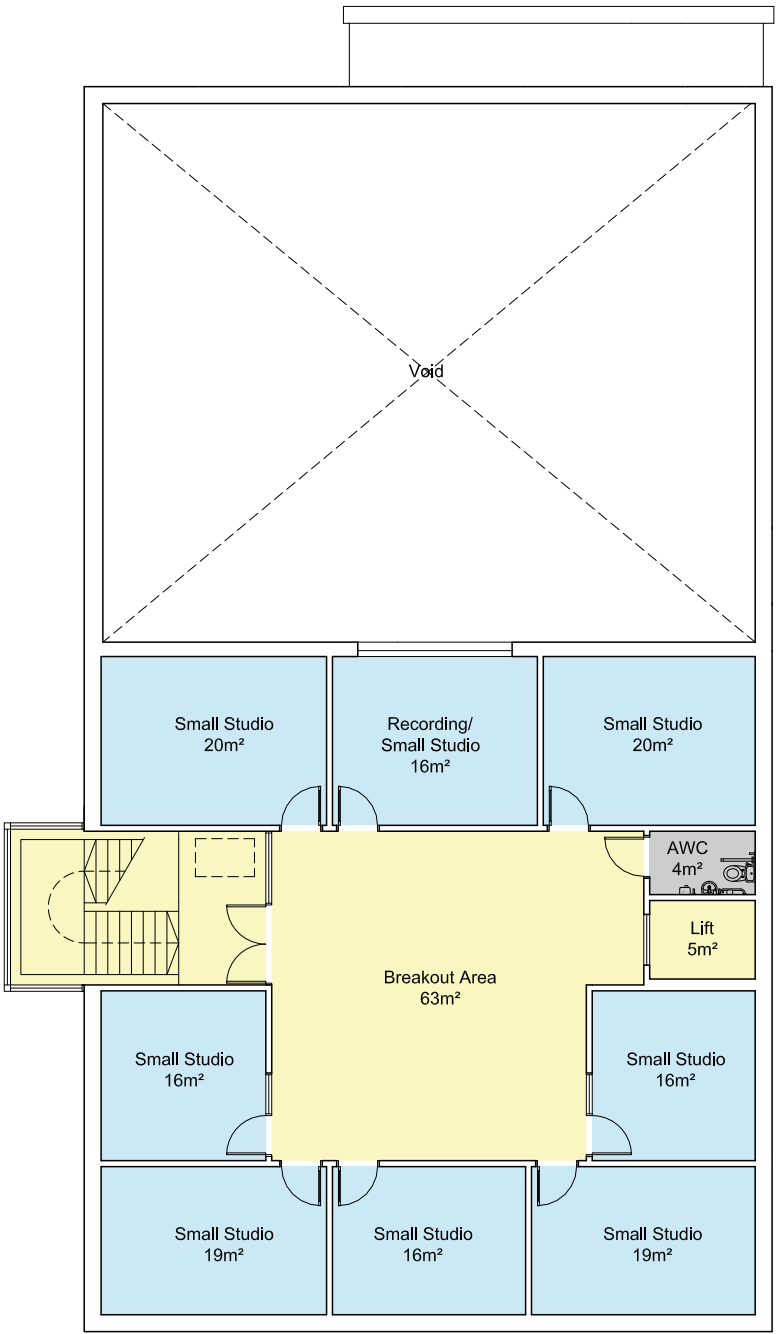 Void
Small Studio
20m²
Recording/
Small Studio
16m²
Small Studio
20m²
AWC
4m²
Lift
5m²
Breakout Area
63m²
Small Studio
16m²
Small Studio
16m²
Small Studio
19m²
Small Studio
16m²
Small Studio
19m²